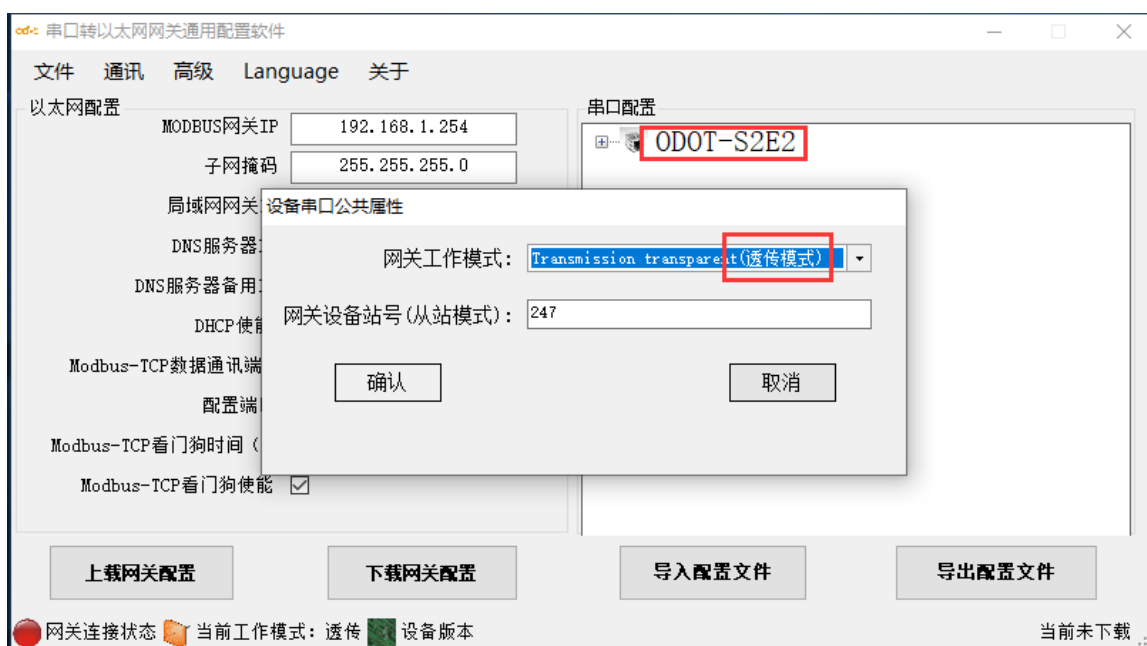 odot 串口转以太网网关通用配置软件
文件 通讯 高级 Language 关于
以太网配置
MODBUS网关IP 192.168.1.254
子网掩码 255.255.255.0
局域网网关
DNS服务器
DNS服务器备用
DHCP使能
Modbus-TCP数据通讯端
配置端
Modbus-TCP看门狗时间（
Modbus-TCP看门狗使能
串口配置
ODOT-S2E2
设备串口公共属性
网关工作模式: Transmission transparent(透传模式)
网关设备站号(从站模式): 247
确认 取消
上载网关配置 下载网关配置 导入配置文件 导出配置文件
网关连接状态 当前工作模式: 透传 设备版本 当前未下载